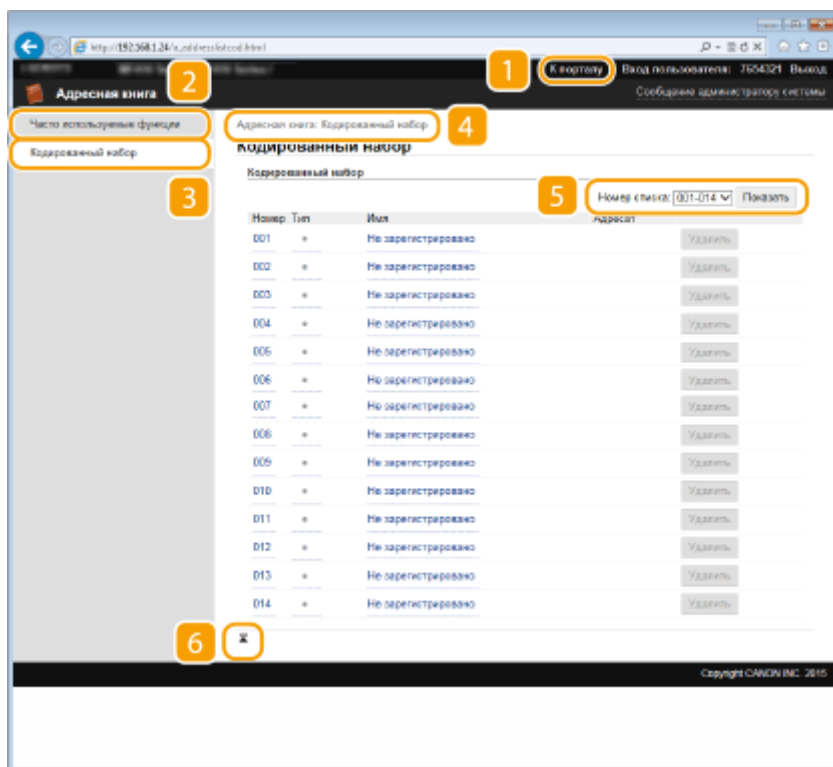 http://192.168.1.24/a_addresslistcod.html
1
К порталу Вход пользователя: 7654321 Выход
2
Адресная книга
Сообщение администратору системы
Часто используемые функции
Адресная книга: Кодированный набор
4
Кодированный набор
Кодированный набор
3
Кодированный набор
5
Номер списка: 001-014 Показать
Номер Тип Имя Адресат
001 Не зарегистрировано Удалить
002 Не зарегистрировано Удалить
003 Не зарегистрировано Удалить
004 Не зарегистрировано Удалить
005 Не зарегистрировано Удалить
006 Не зарегистрировано Удалить
007 Не зарегистрировано Удалить
008 Не зарегистрировано Удалить
009 Не зарегистрировано Удалить
010 Не зарегистрировано Удалить
011 Не зарегистрировано Удалить
012 Не зарегистрировано Удалить
013 Не зарегистрировано Удалить
014 Не зарегистрировано Удалить
6
Copyright CANON INC. 2015